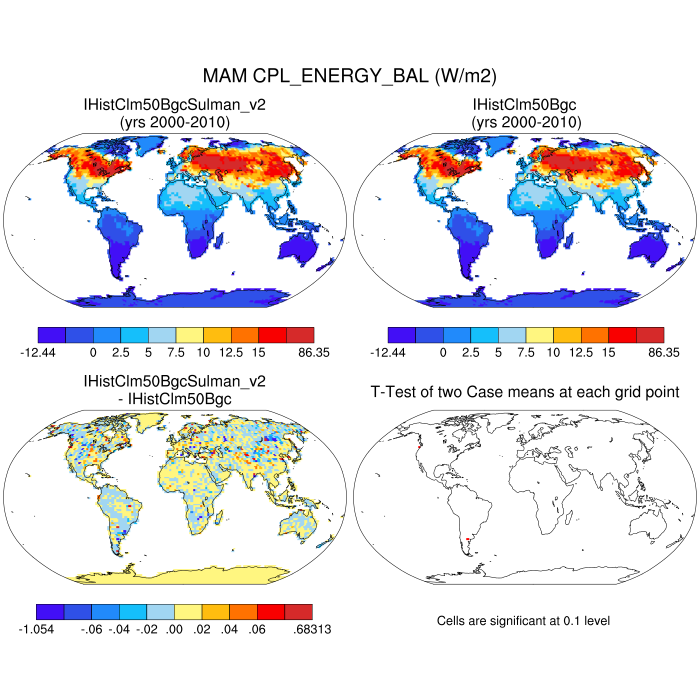 MAM CPL_ENERGY_BAL (W/m2)
IHistClm50BgcSulman_v2
(yrs 2000-2010)
IHistClm50Bgc
(yrs 2000-2010)
-12.44 0 2.5 5 7.5 10 12.5 15 86.35
-12.44 0 2.5 5 7.5 10 12.5 15 86.35
IHistClm50BgcSulman_v2
- IHistClm50Bgc
T-Test of two Case means at each grid point
-1.054 -.06 -.04 -.02 .00 .02 .04 .06 .68313
Cells are significant at 0.1 level